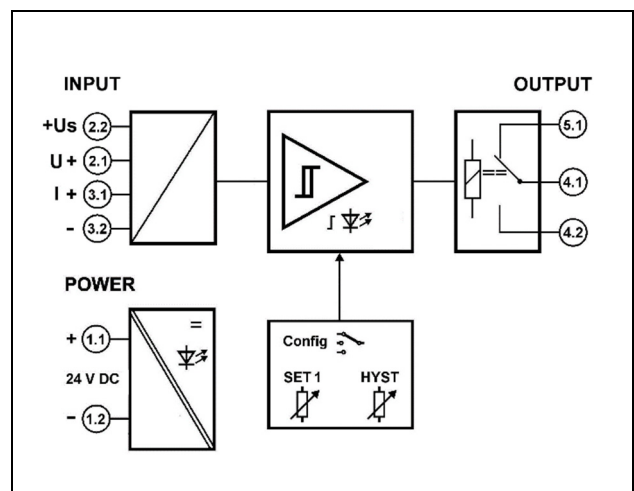 INPUT
OUTPUT
+Us 2.2
U + 2.1
I + 3.1
- 3.2
5.1
4.1
4.2
POWER
+ 1.1
24 V DC
- 1.2
=
Config
SET 1 HYST